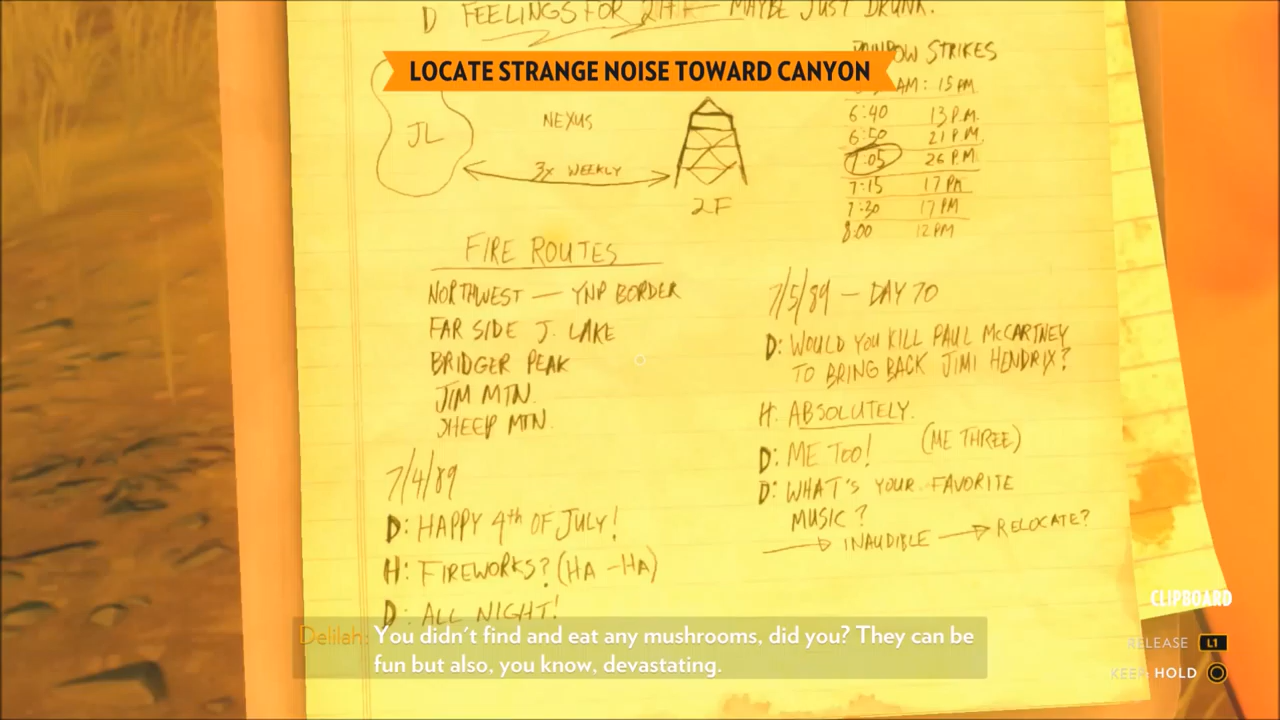 D FEELINGS FOR MAYBE JUST DRUNK.
LOCATE STRANGE NOISE TOWARD CANYON
STRIKES
AM: 15 PM
JL
NEXUS
3x WEEKLY
2F
6:40 13 P.M.
6:50 21 P.M.
7:05 26 P.M.
7:15 17 PM
7:30 17 PM
8:00 12 PM
FIRE ROUTES
NORTHWEST — YNP BORDER
FAR SIDE J. LAKE
BRIDGER PEAK
JIM MTN.
SHEEP MTN.
7/4/89
D: HAPPY 4th OF JULY!
H: FIREWORKS? (HA-HA)
D: ALL NIGHT!
7/5/89 — DAY 70
D: WOULD YOU KILL PAUL McCARTNEY
TO BRING BACK JIMI HENDRIX?
H: ABSOLUTELY.
D: ME TOO! (ME THREE)
D: WHAT'S YOUR FAVORITE
MUSIC?
→ INAUDIBLE → RELOCATE?
Delilah: You didn't find and eat any mushrooms, did you? They can be
fun but also, you know, devastating.
CLIPBOARD
RELEASE L1
KEEP: HOLD